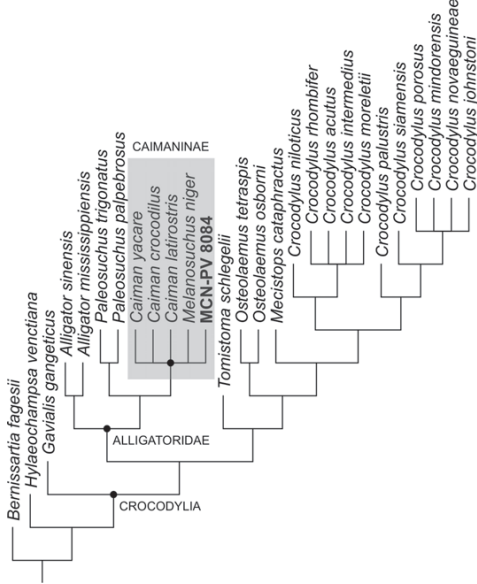 Bernissartia fagesii
Hylaeochampsa venctiana
Gavialis gangeticus
Alligator sinensis
Alligator mississippiensis
Paleosuchus trigonatus
Paleosuchus palpebrosus
CAIMANINAE
Caiman yacare
Caiman crocodilus
Caiman latirostris
Melanosuchus niger
MCN-PV 8084
Tomistoma schlegelii
Osteolaemus tetraspis
Osteolaemus osborni
Mecistops cataphractus
Crocodylus niloticus
Crocodylus rhombifer
Crocodylus acutus
Crocodylus intermedius
Crocodylus moreletii
Crocodylus palustris
Crocodylus siamensis
Crocodylus porosus
Crocodylus mindorensis
Crocodylus novaeguineae
Crocodylus johnstoni
ALLIGATORIDAE
CROCODYLIA